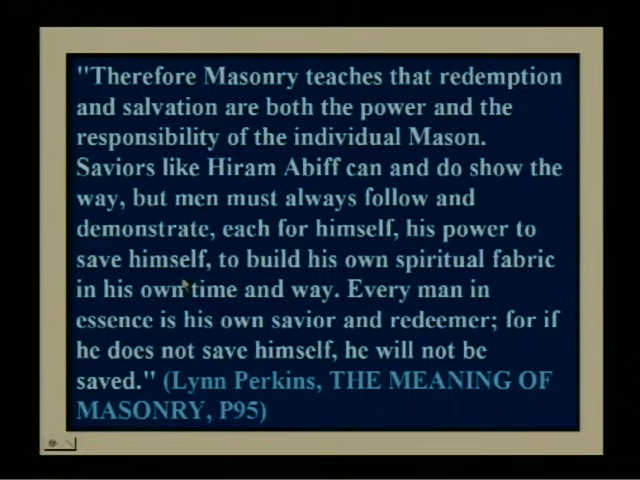 "Therefore Masonry teaches that redemption
and salvation are both the power and the
responsibility of the individual Mason.
Saviors like Hiram Abiff can and do show the
way, but men must always follow and
demonstrate, each for himself, his power to
save himself, to build his own spiritual fabric
in his own time and way. Every man in
essence is his own savior and redeemer; for if
he does not save himself, he will not be
saved." (Lynn Perkins, THE MEANING OF
MASONRY, P95)